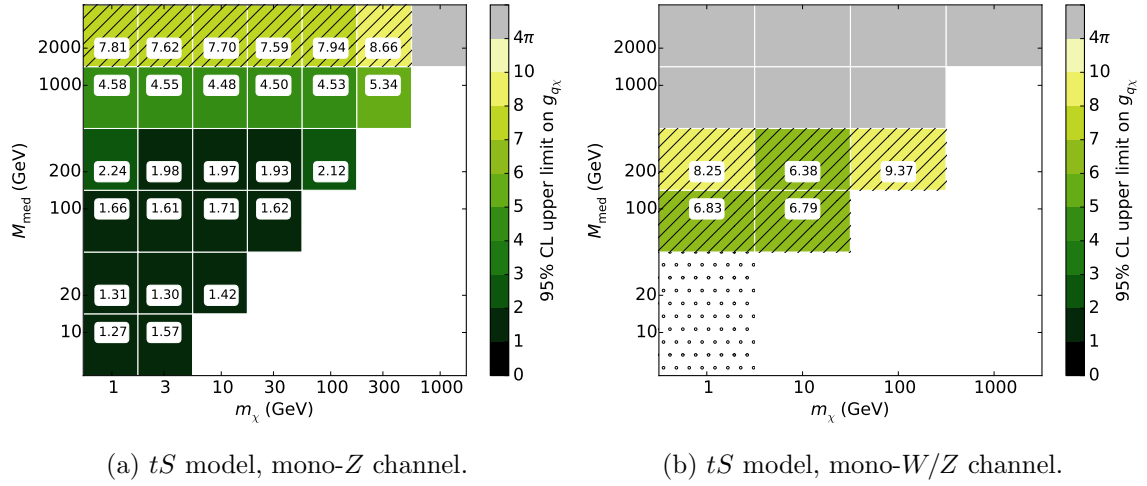 2000
1000
200
100
20
10
M_med (GeV)
7.81 7.62 7.70 7.59 7.94 8.66
4.58 4.55 4.48 4.50 4.53 5.34
2.24 1.98 1.97 1.93 2.12
1.66 1.61 1.71 1.62
1.31 1.30 1.42
1.27 1.57
1 3 10 30 100 300 1000
m_χ (GeV)
4π
10
8
7
6
5
4
3
2
1
0
95% CL upper limit on g_qχ
(a) tS model, mono-Z channel.
2000
1000
200
100
20
10
M_med (GeV)
8.25 6.38 9.37
6.83 6.79
1 10 100 1000
m_χ (GeV)
4π
10
8
7
6
5
4
3
2
1
0
95% CL upper limit on g_qχ
(b) tS model, mono-W/Z channel.